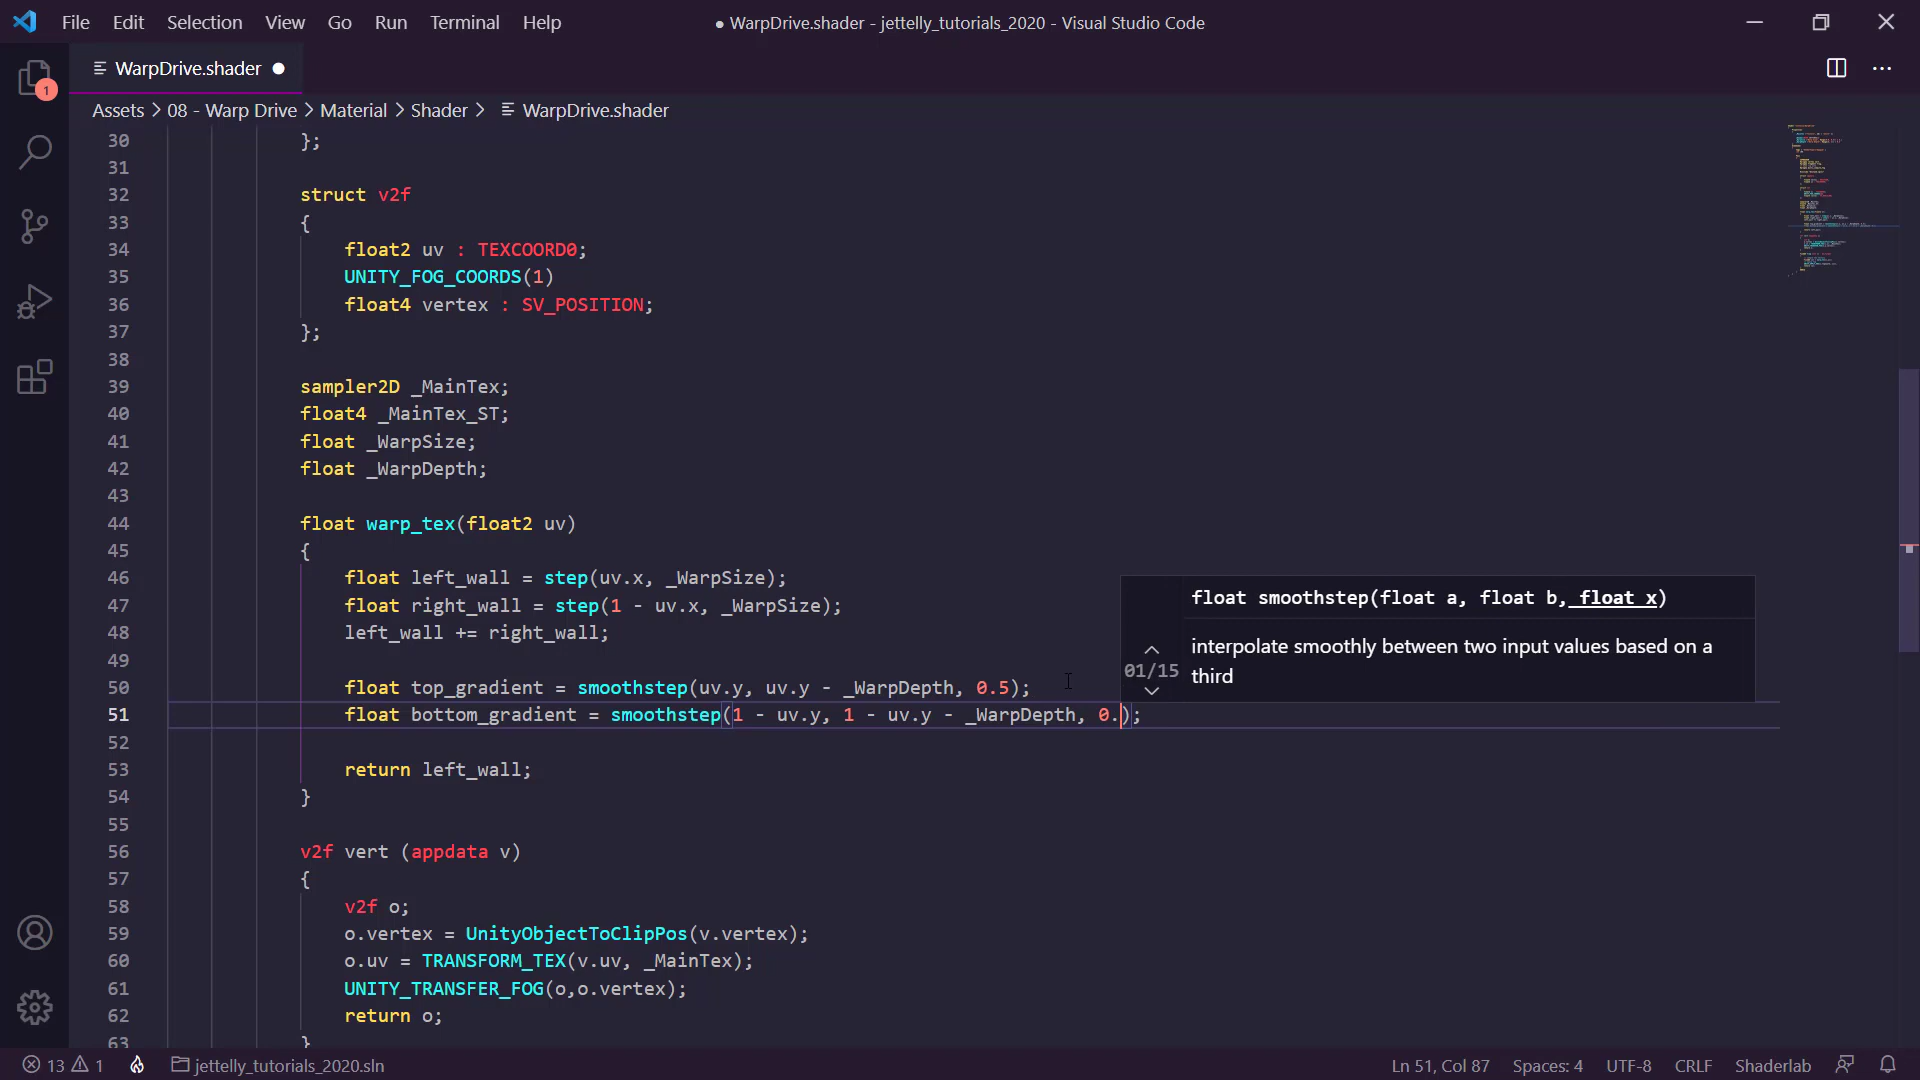 File Edit Selection View Go Run Terminal Help
● WarpDrive.shader - jettelly_tutorials_2020 - Visual Studio Code
WarpDrive.shader
1
Assets > 08 - Warp Drive > Material > Shader > WarpDrive.shader
30 };
31
32 struct v2f
33 {
34 float2 uv : TEXCOORD0;
35 UNITY_FOG_COORDS(1)
36 float4 vertex : SV_POSITION;
37 };
38
39 sampler2D _MainTex;
40 float4 _MainTex_ST;
41 float _WarpSize;
42 float _WarpDepth;
43
44 float warp_tex(float2 uv)
45 {
46 float left_wall = step(uv.x, _WarpSize);
47 float right_wall = step(1 - uv.x, _WarpSize);
48 left_wall += right_wall;
49
50 float top_gradient = smoothstep(uv.y, uv.y - _WarpDepth, 0.5);
51 float bottom_gradient = smoothstep(1 - uv.y, 1 - uv.y - _WarpDepth, 0.);
52
53 return left_wall;
54 }
55
56 v2f vert (appdata v)
57 {
58 v2f o;
59 o.vertex = UnityObjectToClipPos(v.vertex);
60 o.uv = TRANSFORM_TEX(v.uv, _MainTex);
61 UNITY_TRANSFER_FOG(o,o.vertex);
62 return o;
63 }
float smoothstep(float a, float b, float x)
01/15
interpolate smoothly between two input values based on a
third
13 1 jettelly_tutorials_2020.sln Ln 51, Col 87 Spaces: 4 UTF-8 CRLF Shaderlab